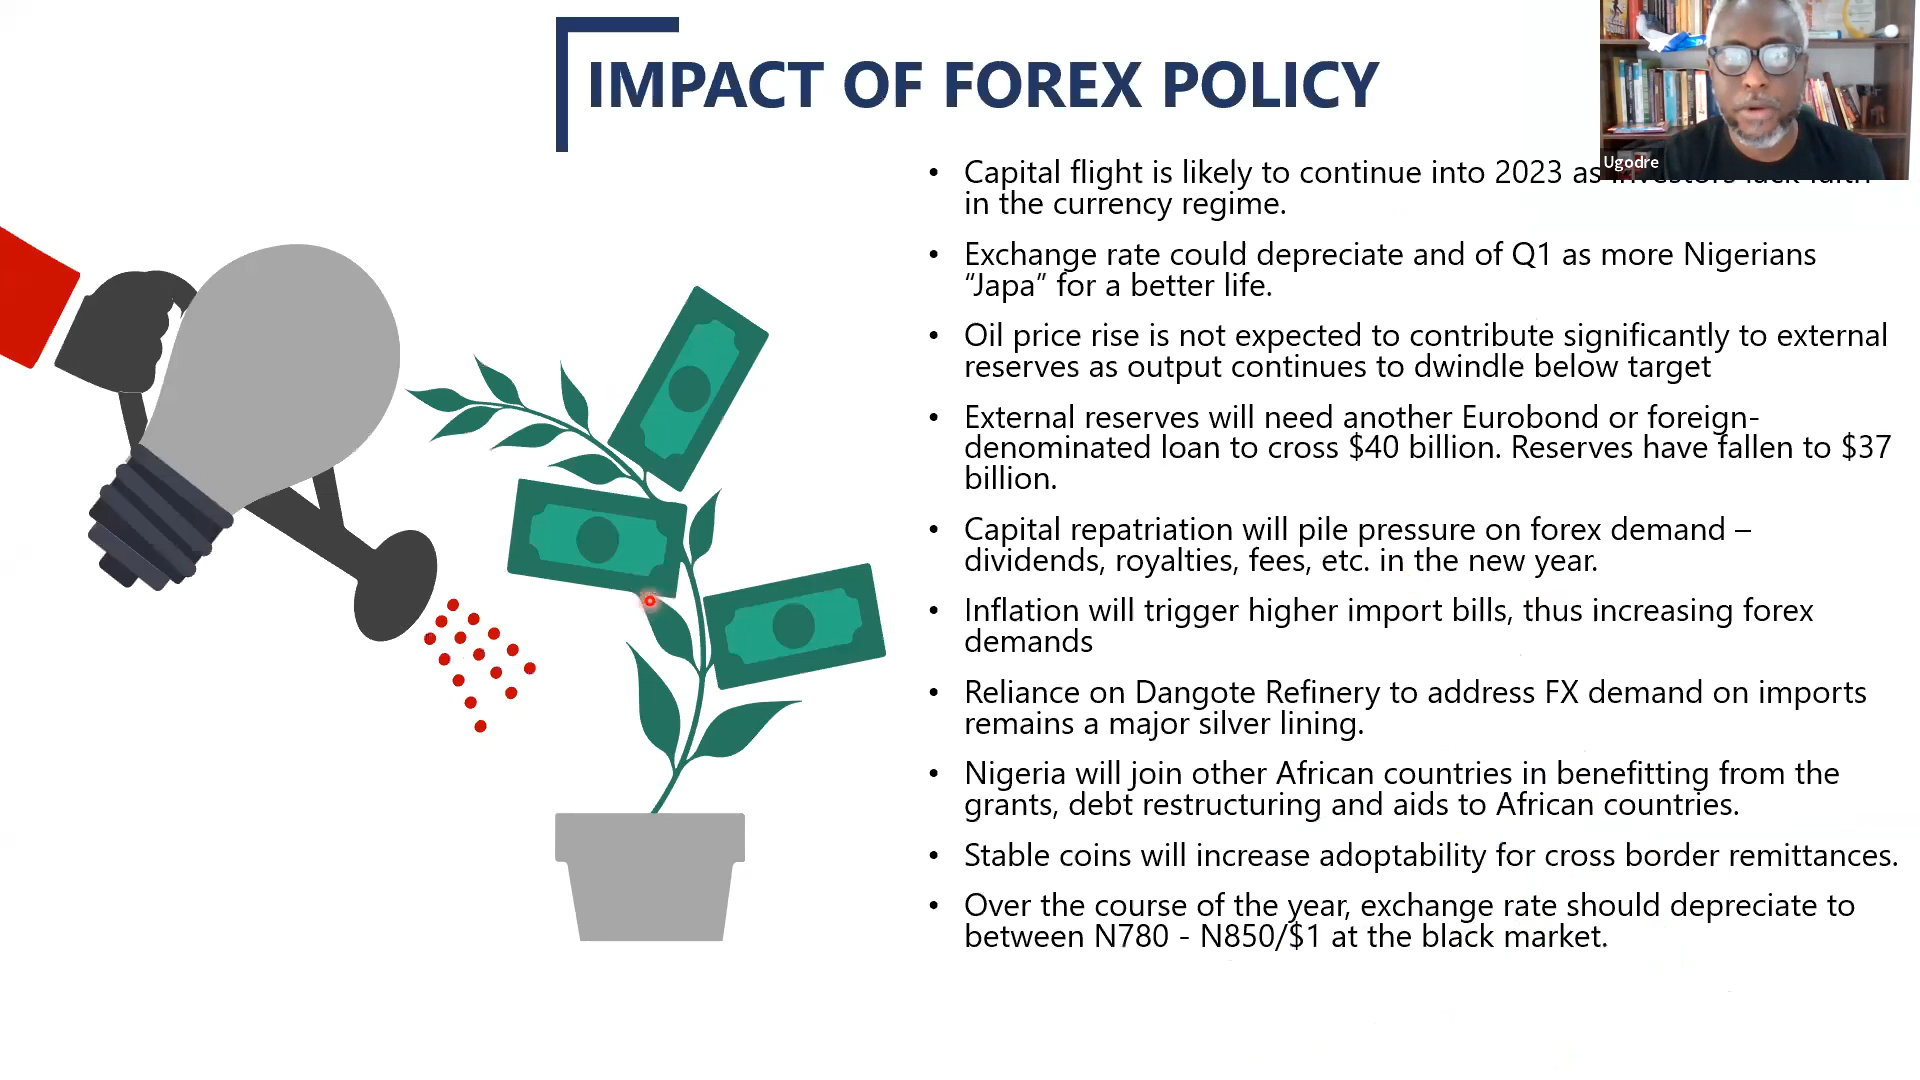 IMPACT OF FOREX POLICY
Ugodre
• Capital flight is likely to continue into 2023 as investors lack faith
in the currency regime.
• Exchange rate could depreciate and of Q1 as more Nigerians
“Japa” for a better life.
• Oil price rise is not expected to contribute significantly to external
reserves as output continues to dwindle below target
• External reserves will need another Eurobond or foreign-
denominated loan to cross $40 billion. Reserves have fallen to $37
billion.
• Capital repatriation will pile pressure on forex demand –
dividends, royalties, fees, etc. in the new year.
• Inflation will trigger higher import bills, thus increasing forex
demands
• Reliance on Dangote Refinery to address FX demand on imports
remains a major silver lining.
• Nigeria will join other African countries in benefitting from the
grants, debt restructuring and aids to African countries.
• Stable coins will increase adoptability for cross border remittances.
• Over the course of the year, exchange rate should depreciate to
between N780 - N850/$1 at the black market.